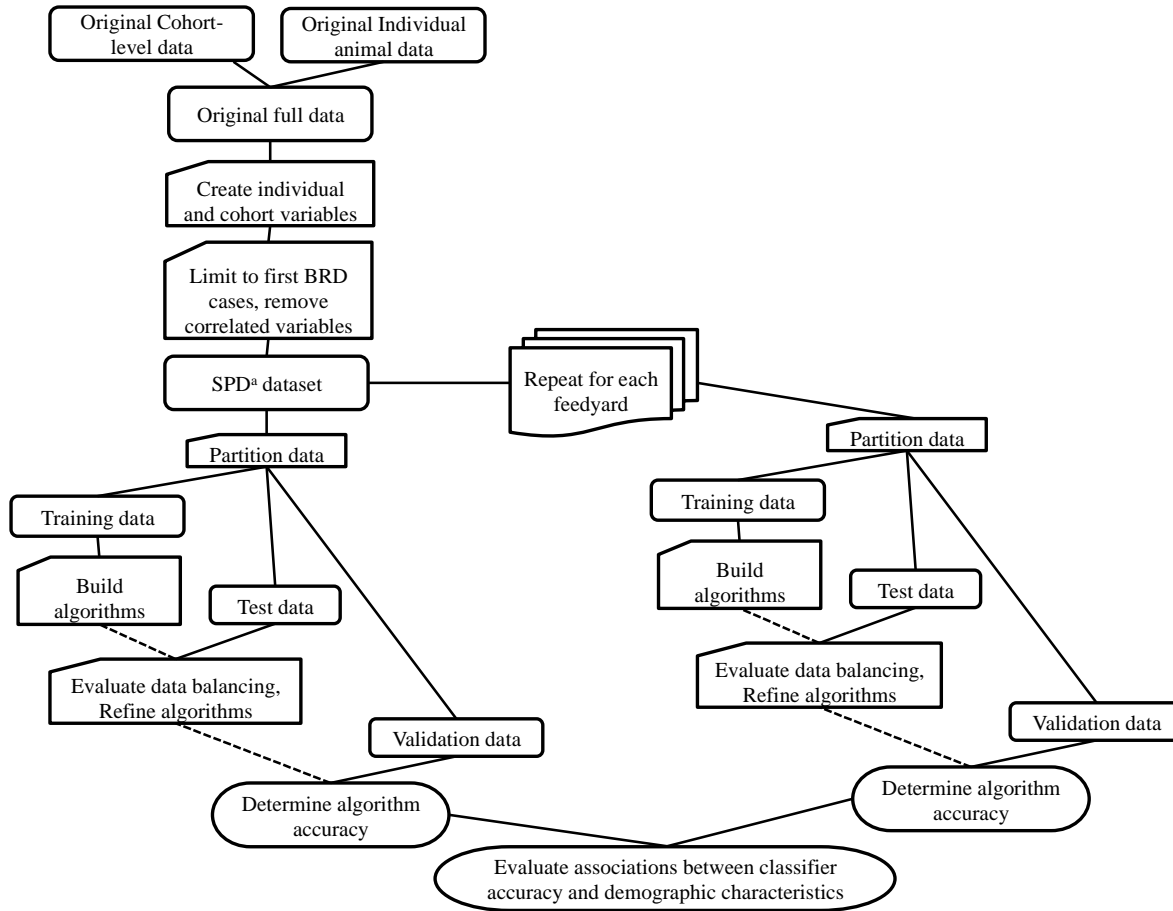 Original Cohort-
level data
Original Individual
animal data
Original full data
Create individual
and cohort variables
Limit to first BRD
cases, remove
correlated variables
SPDᵃ dataset
Repeat for each
feedyard
Partition data
Training data
Build
algorithms
Test data
Evaluate data balancing,
Refine algorithms
Validation data
Determine algorithm
accuracy
Partition data
Training data
Build
algorithms
Test data
Evaluate data balancing,
Refine algorithms
Validation data
Determine algorithm
accuracy
Evaluate associations between classifier
accuracy and demographic characteristics